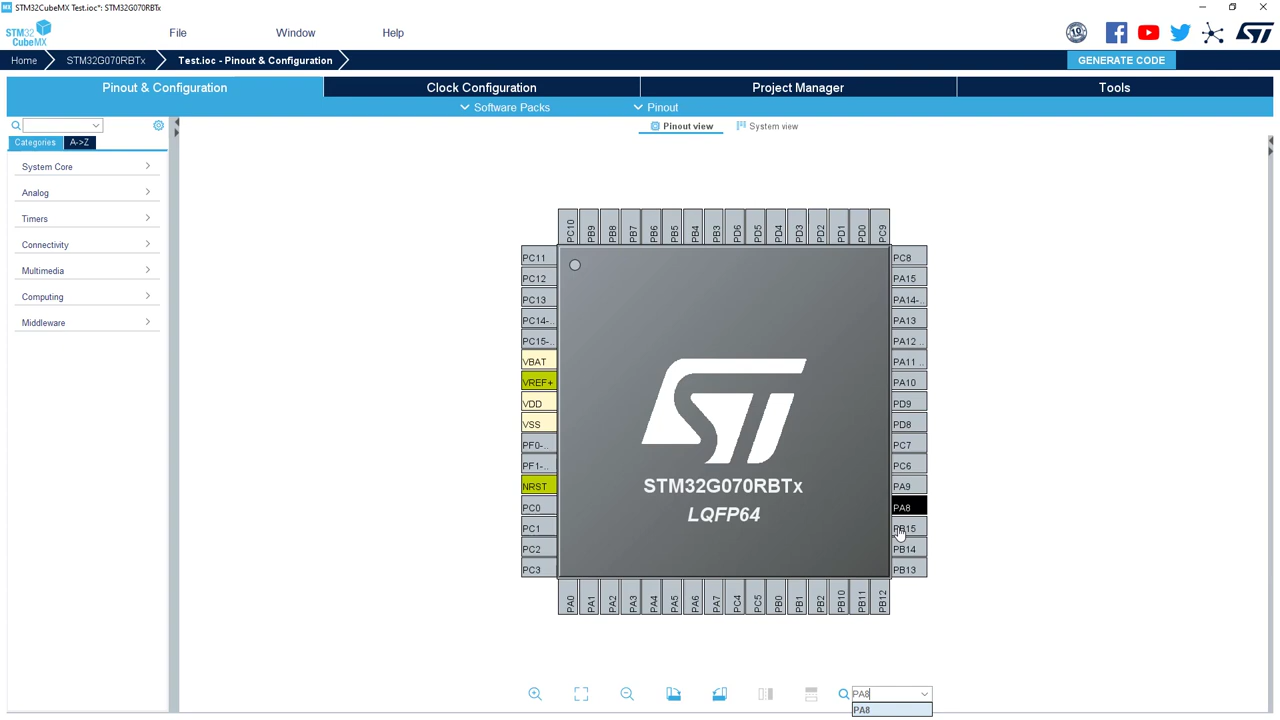 MX STM32CubeMX Test.ioc*: STM32G070RBTx
STM32 CubeMX
File
Window
Help
10
ST
Home
STM32G070RBTx
Test.ioc - Pinout & Configuration
GENERATE CODE
Pinout & Configuration
Clock Configuration
Project Manager
Tools
Software Packs
Pinout
Categories
A->Z
Pinout view
System view
System Core
Analog
Timers
Connectivity
Multimedia
Computing
Middleware
PC10
PB9
PB8
PB7
PB6
PB5
PB4
PB3
PD6
PD5
PD4
PD3
PD2
PD1
PD0
PC9
PC11
PC12
PC13
PC14-..
PC15-..
VBAT
VREF+
VDD
VSS
PF0-..
PF1-..
NRST
PC0
PC1
PC2
PC3
ST
STM32G070RBTx
LQFP64
PC8
PA15
PA14-..
PA13
PA12 ..
PA11 ..
PA10
PD9
PD8
PC7
PC6
PA9
PA8
PB15
PB14
PB13
PA0
PA1
PA2
PA3
PA4
PA5
PA6
PA7
PC4
PC5
PB0
PB1
PB2
PB10
PB11
PB12
PA8
PA8